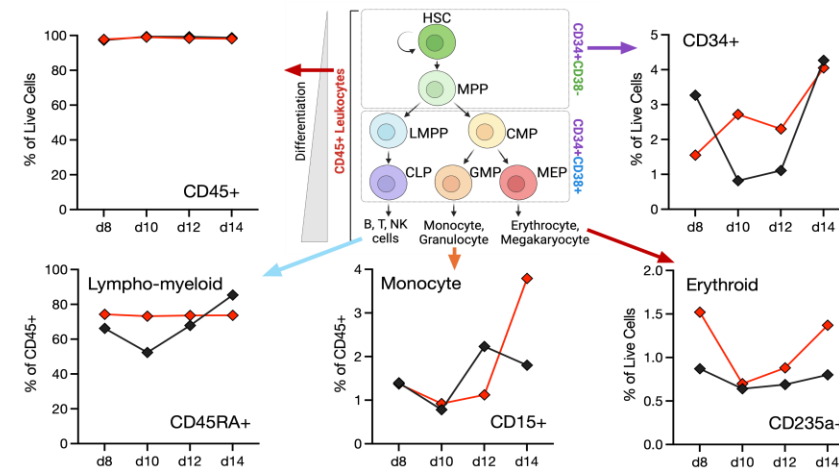 100
80
60
40
20
0
% of Live Cells
CD45+
d8 d10 d12 d14
Differentiation
CD45+ Leukocytes
HSC
MPP
LMPP
CMP
CLP
GMP
MEP
B, T, NK
cells
Monocyte,
Granulocyte
Erythrocyte,
Megakaryocyte
CD34+CD38-
CD34+CD38+
5
4
3
2
1
0
% of Live Cells
CD34+
d8 d10 d12 d14
100
80
60
40
20
0
% of CD45+
Lympho-myeloid
CD45RA+
d8 d10 d12 d14
4
3
2
1
0
% of CD45+
Monocyte
CD15+
d8 d10 d12 d14
2.0
1.5
1.0
0.5
0.0
% of Live Cells
Erythroid
CD235a
d8 d10 d12 d14